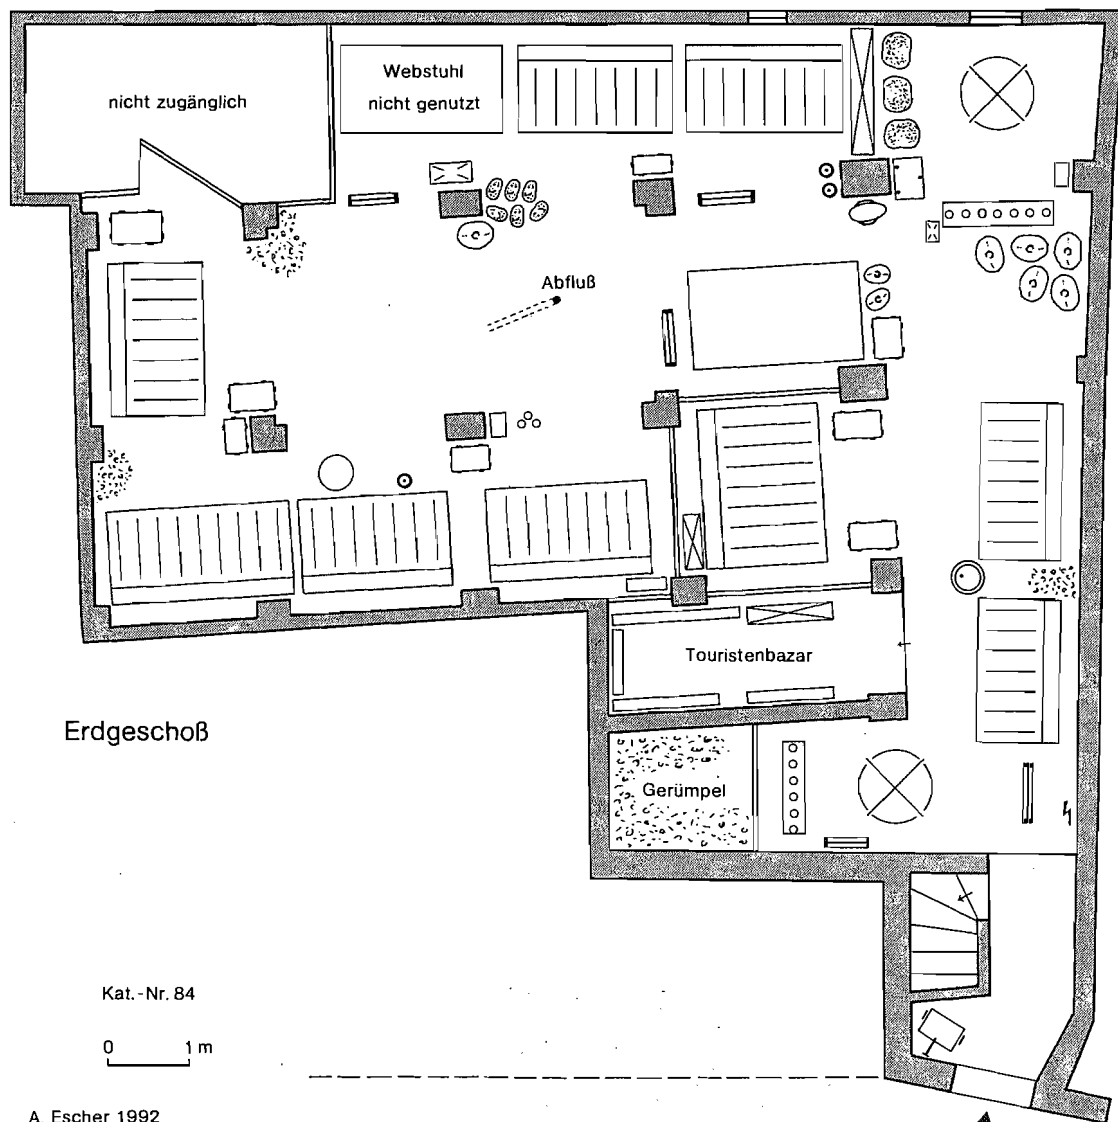 nicht zugänglich
Webstuhl
nicht genutzt
Abfluß
Touristenbazar
Erdgeschoß
Gerümpel
Kat.-Nr. 84
0 1 m
A. Escher 1992